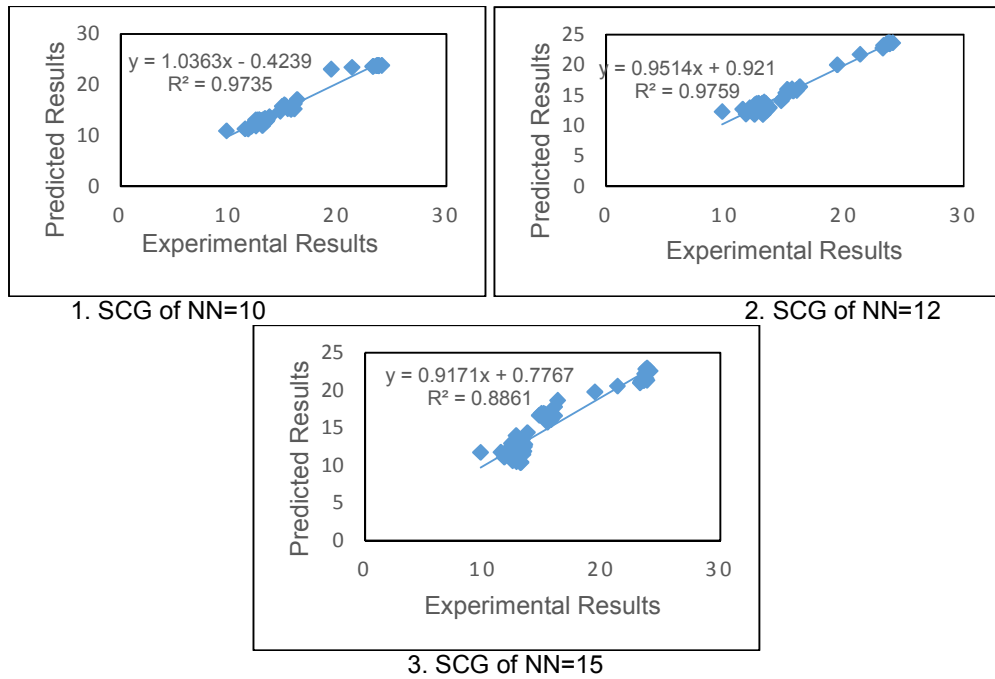 30
20
10
0
Predicted Results
y = 1.0363x - 0.4239
R² = 0.9735
0 10 20 30
Experimental Results
1. SCG of NN=10
25
20
15
10
5
0
Predicted Results
y = 0.9514x + 0.921
R² = 0.9759
0 10 20 30
Experimental Results
2. SCG of NN=12
25
20
15
10
5
0
Predicted Results
y = 0.9171x + 0.7767
R² = 0.8861
0 10 20 30
Experimental Results
3. SCG of NN=15